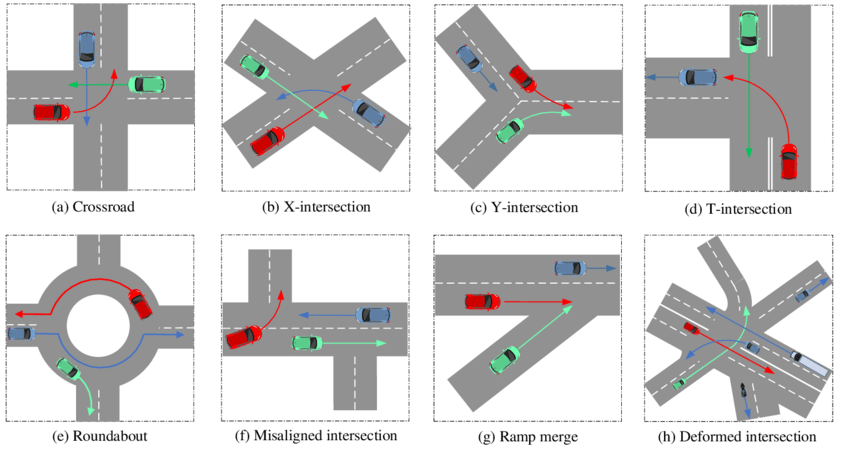 (a) Crossroad
(b) X-intersection
(c) Y-intersection
(d) T-intersection
(e) Roundabout
(f) Misaligned intersection
(g) Ramp merge
(h) Deformed intersection